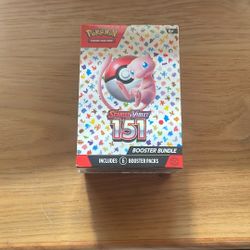 POKÉMON
SCARLET & VIOLET
151
BOOSTER BUNDLE
INCLUDES 6 BOOSTER PACKS